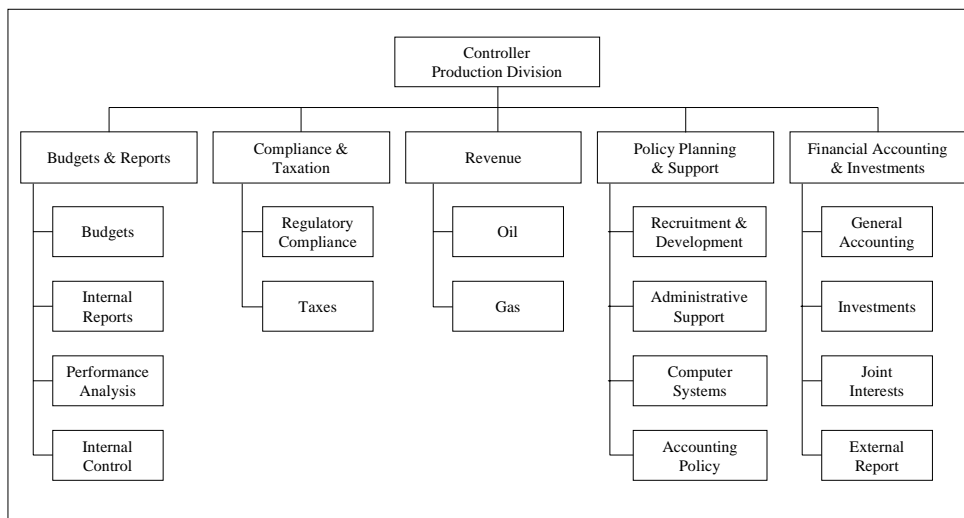 Controller
Production Division
Budgets & Reports
Compliance &
Taxation
Revenue
Policy Planning
& Support
Financial Accounting
& Investments
Budgets
Internal
Reports
Performance
Analysis
Internal
Control
Regulatory
Compliance
Taxes
Oil
Gas
Recruitment &
Development
Administrative
Support
Computer
Systems
Accounting
Policy
General
Accounting
Investments
Joint
Interests
External
Report